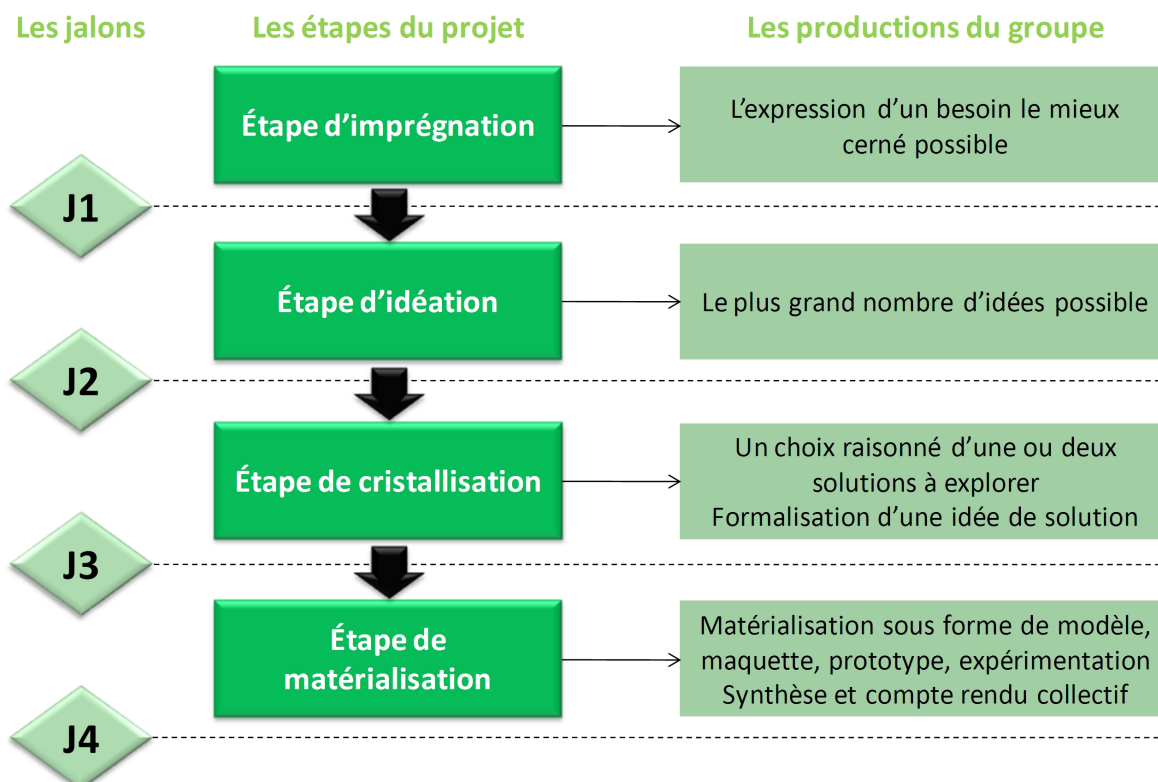 Les jalons
Les étapes du projet
Les productions du groupe
Étape d'imprégnation
L'expression d'un besoin le mieux
cerné possible
J1
Étape d'idéation
Le plus grand nombre d'idées possible
J2
Étape de cristallisation
Un choix raisonné d'une ou deux
solutions à explorer
Formalisation d'une idée de solution
J3
Étape de
matérialisation
Matérialisation sous forme de modèle,
maquette, prototype, expérimentation
Synthèse et compte rendu collectif
J4